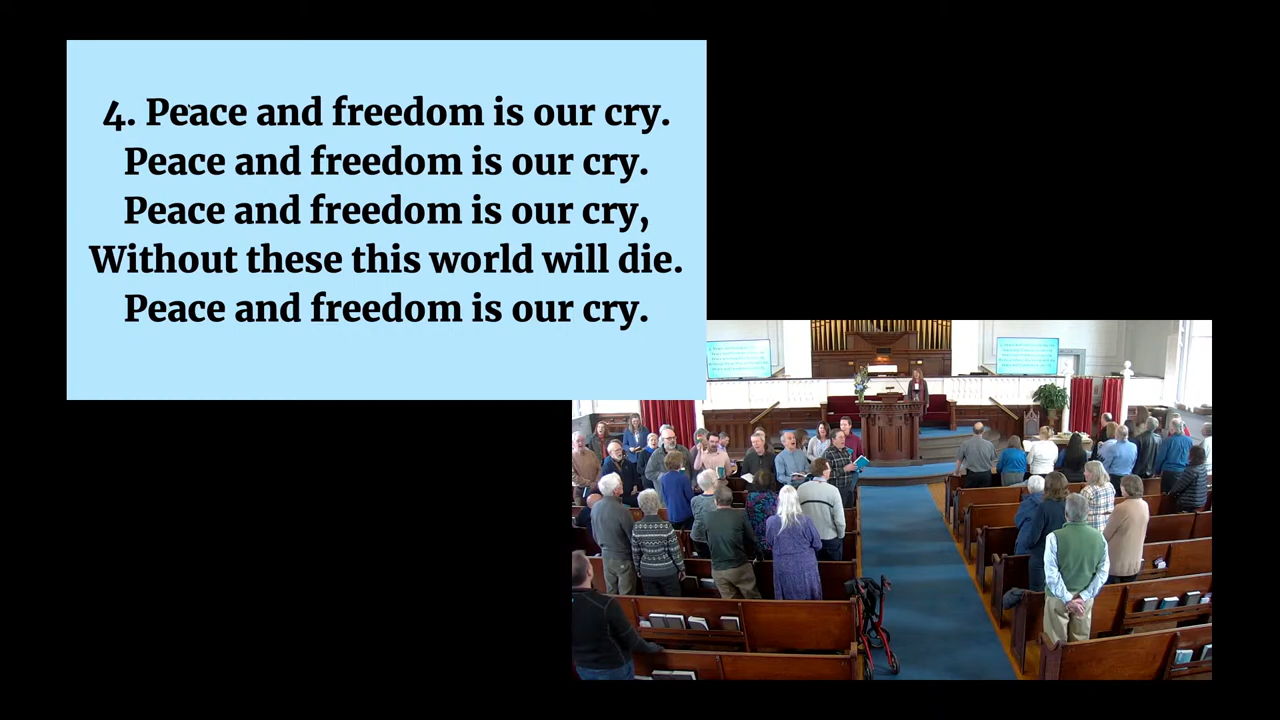 4. Peace and freedom is our cry.
Peace and freedom is our cry.
Peace and freedom is our cry,
Without these this world will die.
Peace and freedom is our cry.